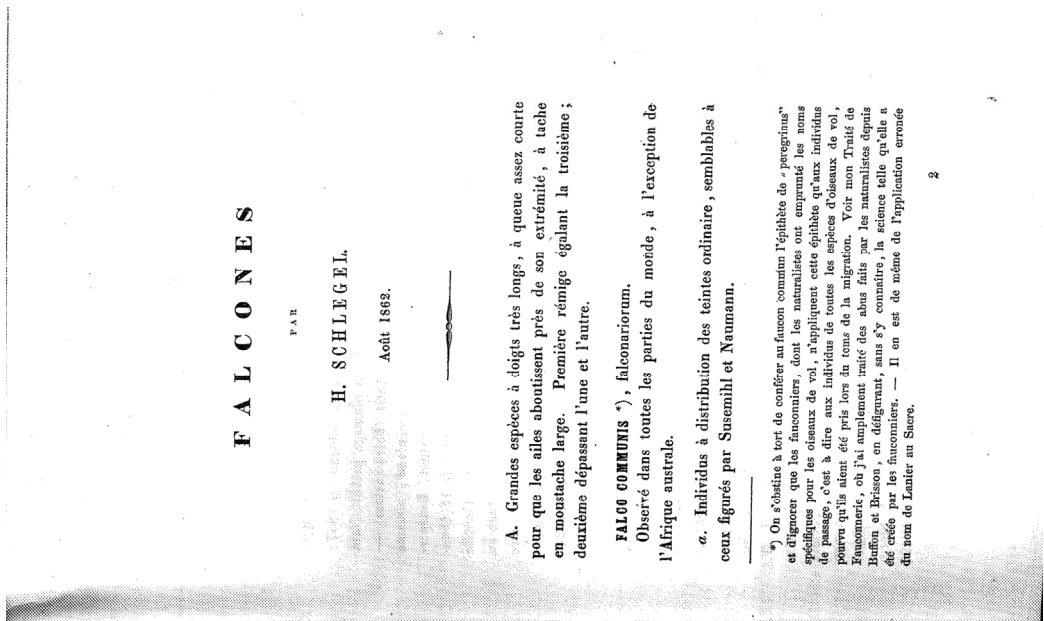 FALCONES
PAR
H. SCHLEGEL.
Août 1862.
A. Grandes espèces à doigts très longs, à queue assez courte
pour que les ailes aboutissent près de son extrémité, à tache
en moustache large. Première rémige égalant la troisième;
deuxième dépassant l'une et l'autre.
FALCO COMMUNIS *), falconariorum.
Observé dans toutes les parties du monde, à l'exception de
l'Afrique australe.
a. Individus à distribution des teintes ordinaire, semblables à
ceux figurés par Susemihl et Naumann.
*) On s'obstine à tort de conférer au faucon commun l'épithète de „peregrinus"
et d'ignorer que les fauconniers, dont les naturalistes ont emprunté les noms
spécifiques pour les oiseaux de vol, n'appliquent cette épithète qu'aux individus
de passage, c'est à dire aux individus de toutes les espèces d'oiseaux de vol,
pourvu qu'ils aient été pris lors du tems de la migration. Voir mon Traité de
Fauconnerie, où j'ai amplement traité des abus faits par les naturalistes depuis
Buffon et Brisson, en défigurant, sans s'y connaître, la science telle qu'elle a
été créée par les fauconniers. — Il en est de même de l'application erronée
du nom de Lanier au Sacre.
2